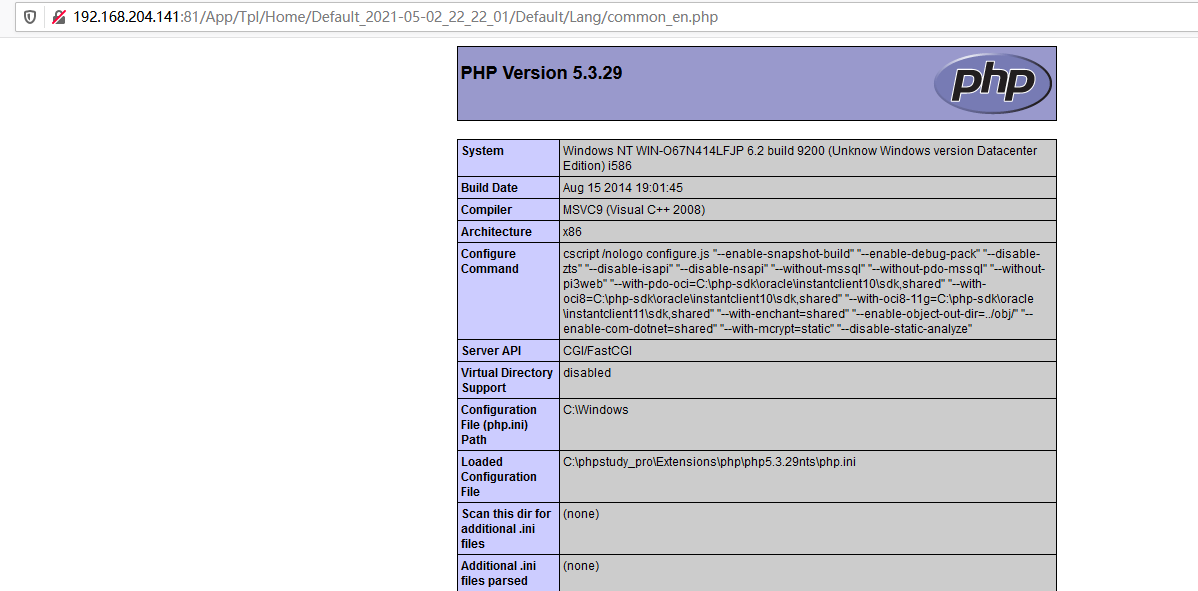 192.168.204.141:81/App/Tpl/Home/Default_2021-05-02_22_22_01/Default/Lang/common_en.php
PHP Version 5.3.29
php
System
Windows NT WIN-O67N414LFJP 6.2 build 9200 (Unknow Windows version Datacenter
Edition) i586
Build Date
Aug 15 2014 19:01:45
Compiler
MSVC9 (Visual C++ 2008)
Architecture
x86
Configure
Command
cscript /nologo configure.js "--enable-snapshot-build" "--enable-debug-pack" "--disable-
zts" "--disable-isapi" "--disable-nsapi" "--without-mssql" "--without-pdo-mssql" "--without-
pi3web" "--with-pdo-oci=C:\php-sdk\oracle\instantclient10\sdk,shared" "--with-
oci8=C:\php-sdk\oracle\instantclient10\sdk,shared" "--with-oci8-11g=C:\php-sdk\oracle
\instantclient11\sdk,shared" "--with-enchant=shared" "--enable-object-out-dir=../obj/" "--
enable-com-dotnet=shared" "--with-mcrypt=static" "--disable-static-analyze"
Server API
CGI/FastCGI
Virtual Directory
Support
disabled
Configuration
File (php.ini)
Path
C:\Windows
Loaded
Configuration
File
C:\phpstudy_pro\Extensions\php\php5.3.29nts\php.ini
Scan this dir for
additional .ini
files
(none)
Additional .ini
files parsed
(none)